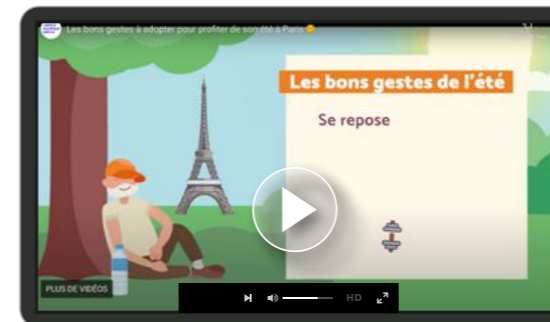 Les bons gestes à adopter pour profiter de son été à Paris
Les bons gestes de l'été
Se repose
PLUS DE VIDÉOS
HD